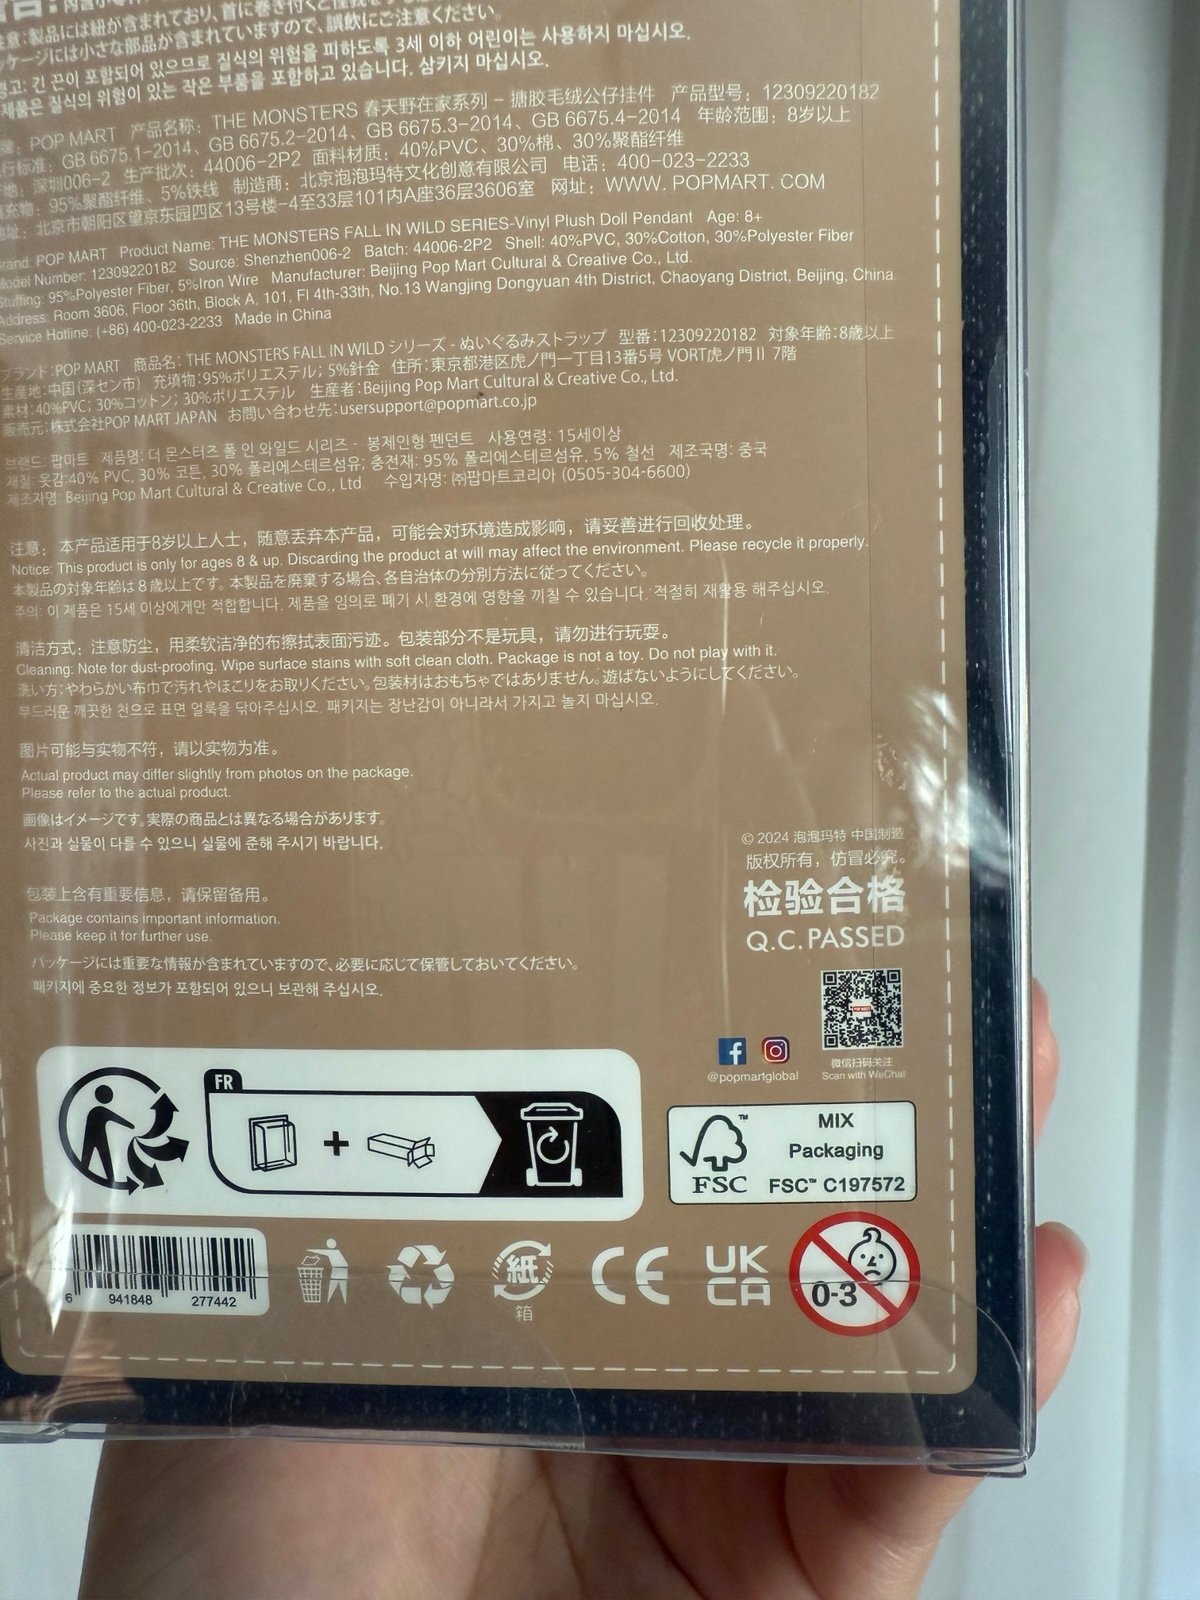 製品には紐が含まれており、首に巻き付くと
ッケージには小さな部品が含まれていますので、誤飲にご注意ください。
경고: 긴 끈이 포함되어 있으므로 질식의 위험을 피하도록 3세 이하 어린이는 사용하지 마십시오.
제품은 질식의 위험이 있는 작은 부품을 포함하고 있습니다. 삼키지 마십시오.
牌：POP MART 产品名称：THE MONSTERS 春天野在家系列 - 搪胶毛绒公仔挂件 产品型号：12309220182
行标准：GB 6675.1-2014、GB 6675.2-2014、GB 6675.3-2014、GB 6675.4-2014 年龄范围：8岁以上
地：深圳006-2 生产批次：44006-2P2 面料材质：40%PVC、30%棉、30%聚酯纤维
填充物：95%聚酯纤维、5%铁线 制造商：北京泡泡玛特文化创意有限公司 电话：400-023-2233
地址：北京市朝阳区望京东园四区13号楼-4至33层101内A座36层3606室 网址：WWW. POPMART. COM
Brand: POP MART Product Name: THE MONSTERS FALL IN WILD SERIES-Vinyl Plush Doll Pendant Age: 8+
Model Number: 12309220182 Source: Shenzhen006-2 Batch: 44006-2P2 Shell: 40%PVC, 30%Cotton, 30%Polyester Fiber
Stuffing: 95%Polyester Fiber, 5%Iron Wire Manufacturer: Beijing Pop Mart Cultural & Creative Co., Ltd.
Address: Room 3606, Floor 36th, Block A, 101, Fl 4th-33th, No.13 Wangjing Dongyuan 4th District, Chaoyang District, Beijing, China
Service Hotline: (+86) 400-023-2233 Made in China
ブランド：POP MART 商品名：THE MONSTERS FALL IN WILD シリーズ - ぬいぐるみストラップ 型番：12309220182 対象年齢：8歳以上
生産地：中国(深セン市) 充填物：95%ポリエステル；5%針金 住所：東京都港区虎ノ門一丁目13番5号 VORT虎ノ門Ⅱ 7階
素材：40%PVC；30%コットン；30%ポリエステル 生産者：Beijing Pop Mart Cultural & Creative Co., Ltd.
販売元：株式会社POP MART JAPAN お問い合わせ先：usersupport@popmart.co.jp
브랜드: 팝마트 제품명: 더 몬스터즈 폴 인 와일드 시리즈 - 봉제인형 펜던트 사용연령: 15세이상
재질: 옷감:40% PVC, 30% 코튼, 30% 폴리에스테르섬유; 충전재: 95% 폴리에스테르섬유, 5% 철선 제조국명: 중국
제조자명: Beijing Pop Mart Cultural & Creative Co., Ltd. 수입자명: ㈜팝마트코리아 (0505-304-6600)
注意：本产品适用于8岁以上人士，随意丢弃本产品，可能会对环境造成影响，请妥善进行回收处理。
Notice: This product is only for ages 8 & up. Discarding the product at will may affect the environment. Please recycle it properly.
本製品の対象年齢は８歳以上です。本製品を廃棄する場合、各自治体の分別方法に従ってください。
주의: 이 제품은 15세 이상에게만 적합합니다. 제품을 임의로 폐기 시 환경에 영향을 끼칠 수 있습니다. 적절히 재활용 해주십시오.
清洁方式：注意防尘，用柔软洁净的布擦拭表面污迹。包装部分不是玩具，请勿进行玩耍。
Cleaning: Note for dust-proofing. Wipe surface stains with soft clean cloth. Package is not a toy. Do not play with it.
洗い方：やわらかい布巾で汚れやほこりをお取りください。包装材はおもちゃではありません。遊ばないようにしてください。
부드러운 깨끗한 천으로 표면 얼룩을 닦아주십시오. 패키지는 장난감이 아니라서 가지고 놀지 마십시오.
图片可能与实物不符，请以实物为准。
Actual product may differ slightly from photos on the package.
Please refer to the actual product.
画像はイメージです。実際の商品とは異なる場合があります。
사진과 실물이 다를 수 있으니 실물에 준해 주시기 바랍니다.
包装上含有重要信息，请保留备用。
Package contains important information.
Please keep it for further use.
パッケージには重要な情報が含まれていますので、必要に応じて保管しておいてください。
패키지에 중요한 정보가 포함되어 있으니 보관해 주십시오.
© 2024 泡泡玛特 中国制造
版权所有，仿冒必究。
检验合格
Q.C. PASSED
POP MART
@popmartglobal
微信扫码关注
Scan with WeChat
FR
MIX
Packaging
FSC™ C197572
FSC
6 941848 277442
紙
箱
CE
UK
CA
0-3